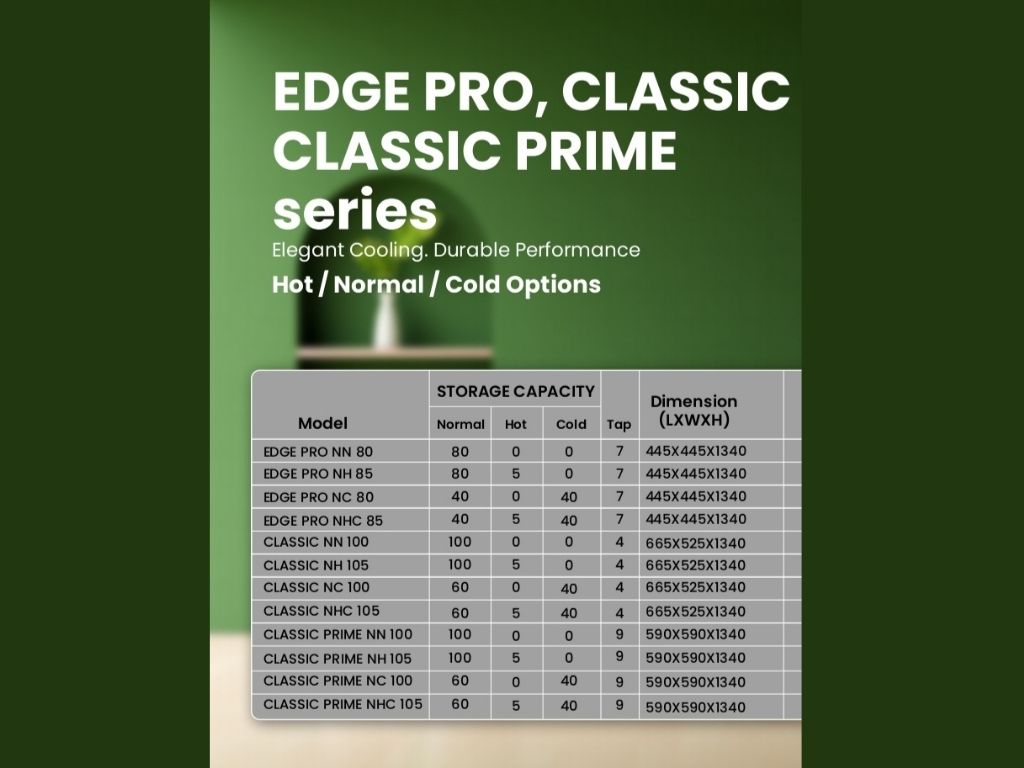 EDGE PRO, CLASSIC
CLASSIC PRIME
series
Elegant Cooling. Durable Performance
Hot / Normal / Cold Options
Model STORAGE CAPACITY Tap Dimension (LXWXH)
Normal Hot Cold
EDGE PRO NN 80 80 0 0 7 445X445X1340
EDGE PRO NH 85 80 5 0 7 445X445X1340
EDGE PRO NC 80 40 0 40 7 445X445X1340
EDGE PRO NHC 85 40 5 40 7 445X445X1340
CLASSIC NN 100 100 0 0 4 665X525X1340
CLASSIC NH 105 100 5 0 4 665X525X1340
CLASSIC NC 100 60 0 40 4 665X525X1340
CLASSIC NHC 105 60 5 40 4 665X525X1340
CLASSIC PRIME NN 100 100 0 0 9 590X590X1340
CLASSIC PRIME NH 105 100 5 0 9 590X590X1340
CLASSIC PRIME NC 100 60 0 40 9 590X590X1340
CLASSIC PRIME NHC 105 60 5 40 9 590X590X1340